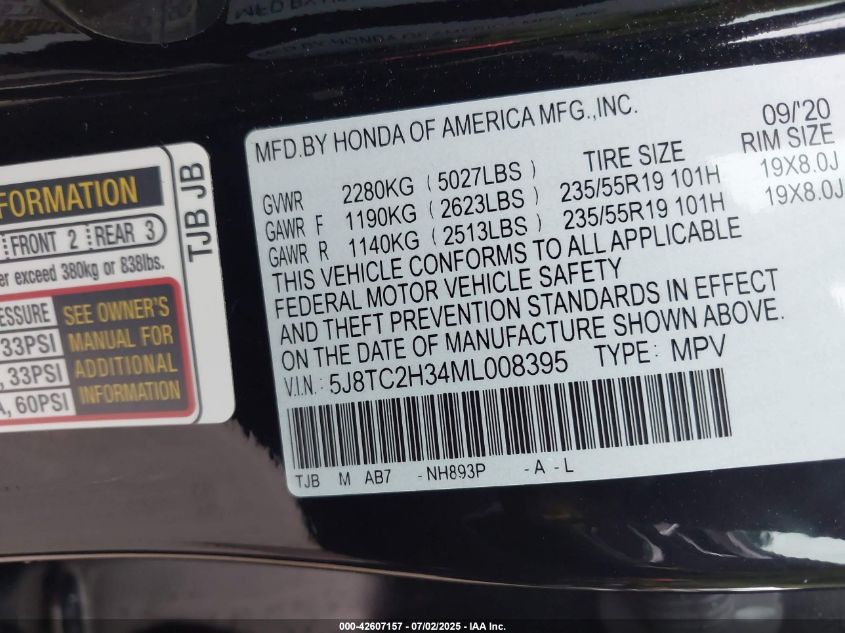 MFD.BY HONDA OF AMERICA MFG.,INC.
09/'20
TIRE SIZE RIM SIZE
GVWR 2280KG (5027LBS)
GAWR F 1190KG (2623LBS) 235/55R19 101H 19X8.0J
GAWR R 1140KG (2513LBS) 235/55R19 101H 19X8.0J
THIS VEHICLE CONFORMS TO ALL APPLICABLE
FEDERAL MOTOR VEHICLE SAFETY
AND THEFT PREVENTION STANDARDS IN EFFECT
ON THE DATE OF MANUFACTURE SHOWN ABOVE.
V.I.N.: 5J8TC2H34ML008395 TYPE: MPV
TJB M AB7 -NH893P -A-L
TJB JB
FORMATION
FRONT 2 REAR 3
er exceed 380kg or 838lbs.
ESSURE
33PSI
, 33PSI
A, 60PSI
SEE OWNER'S
MANUAL FOR
ADDITIONAL
INFORMATION
000-42607157 - 07/02/2025 - IAA Inc.